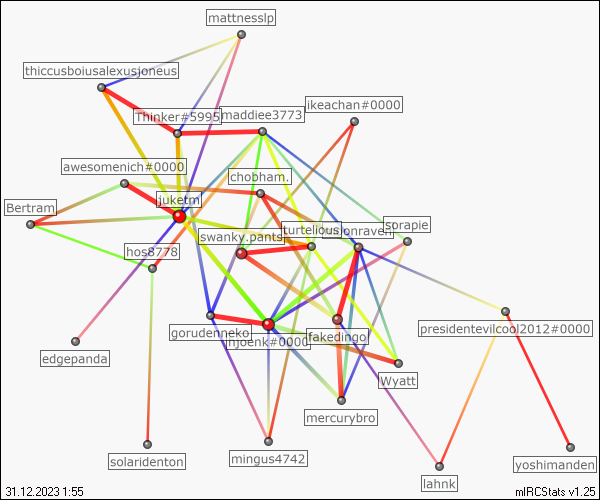 mattnesslp
thiccusboiusalexusjoneus
ikeachan#0000
Thinker#5995
maddiee3773
awesomenich#0000
chobham.
juketm
Bertram
sprapie
turtelious
swanky.pants
hos8778
presidentevilcool2012#0000
gorudenneko
fakedingo
injoenk#0000
edgepanda
Wyatt
mercurybro
mingus4742
solaridenton
yoshimanden
lahnk
31.12.2023 1:55
mIRCStats v1.25